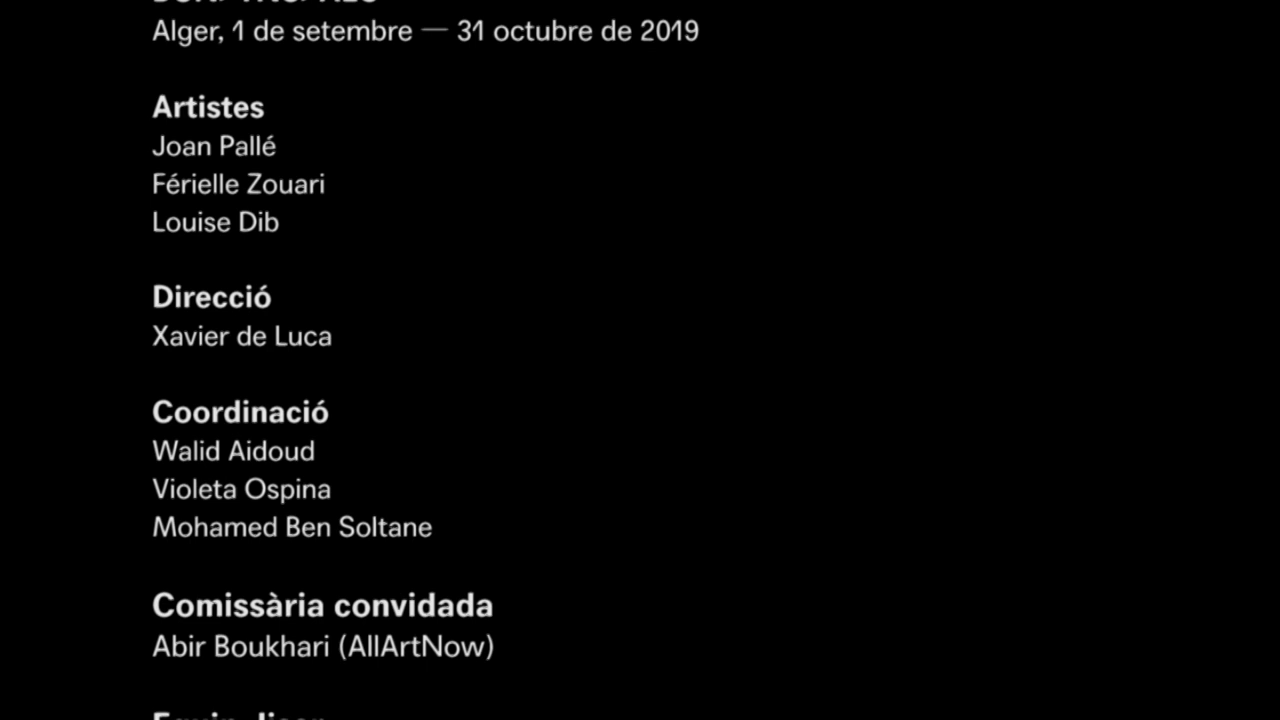 Alger, 1 de setembre — 31 octubre de 2019
Artistes
Joan Pallé
Férielle Zouari
Louise Dib
Direcció
Xavier de Luca
Coordinació
Walid Aidoud
Violeta Ospina
Mohamed Ben Soltane
Comissària convidada
Abir Boukhari (AllArtNow)